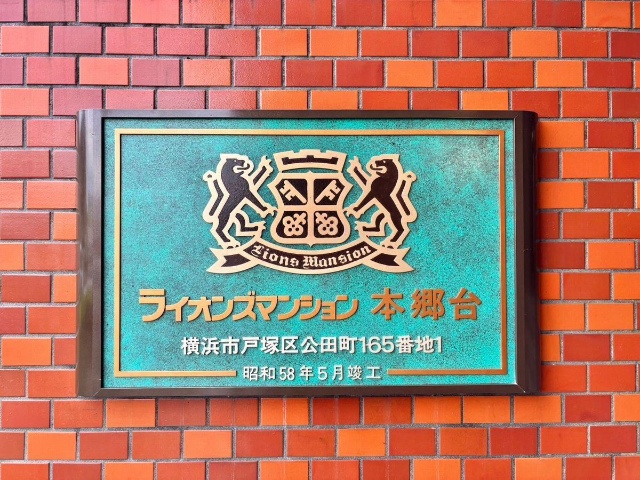 Lions Mansion
ライオンズマンション 本郷台
横浜市戸塚区公田町165番地1
昭和58年5月竣工